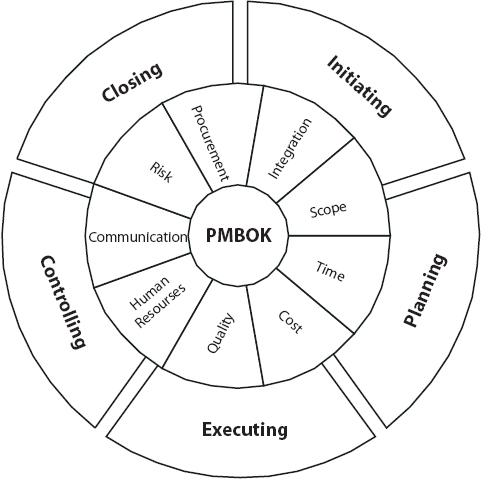 Closing
Initiating
Procurement
Integration
Risk
Scope
Communication
PMBOK
Time
Human
Resourses
Quality
Cost
Controlling
Planning
Executing